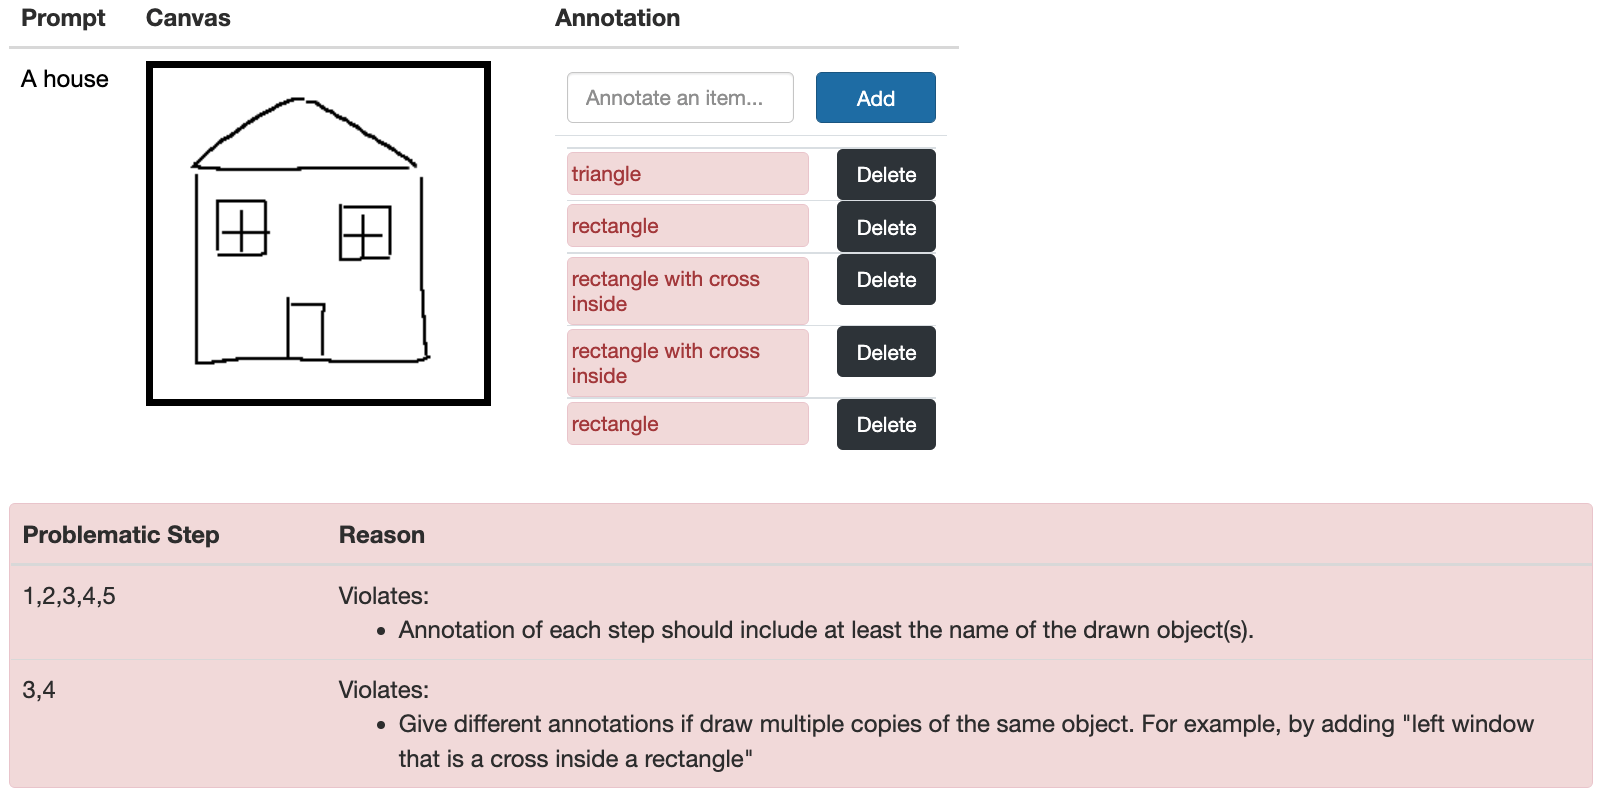 Prompt Canvas Annotation
A house
Annotate an item... Add
triangle Delete
rectangle Delete
rectangle with cross
inside
Delete
rectangle with cross
inside
Delete
rectangle Delete
Problematic Step Reason
1,2,3,4,5 Violates:
• Annotation of each step should include at least the name of the drawn object(s).
3,4 Violates:
• Give different annotations if draw multiple copies of the same object. For example, by adding "left window
that is a cross inside a rectangle"